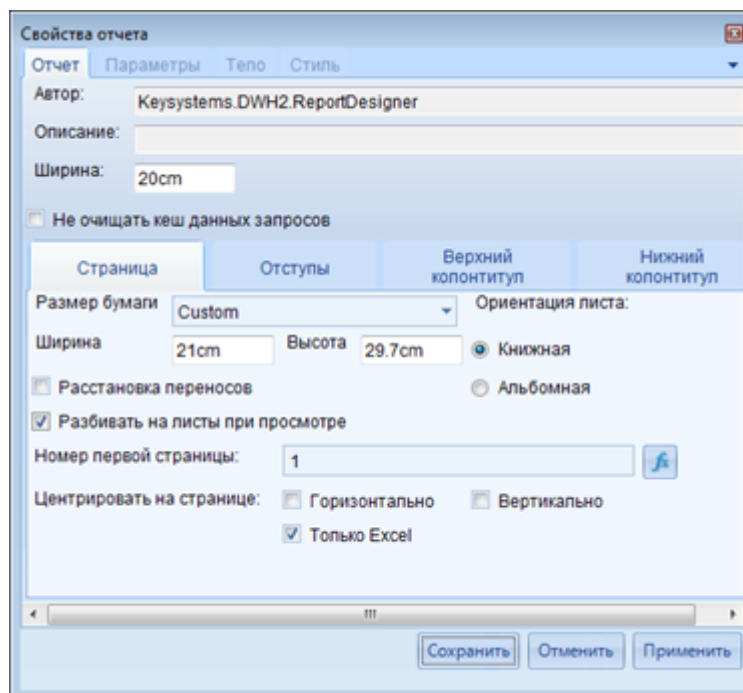 Свойства отчета
Отчет Параметры Тело Стиль
Автор: Keysystems.DWH2.ReportDesigner
Описание:
Ширина: 20cm
Не очищать кеш данных запросов
Страница Отступы Верхний колонтитул Нижний колонтитул
Размер бумаги Custom Ориентация листа:
Ширина 21cm Высота 29.7cm Книжная
Расстановка переносов Альбомная
Разбивать на листы при просмотре
Номер первой страницы: 1 fx
Центрировать на странице: Горизонтально Вертикально
Только Excel
Сохранить Отменить Применить